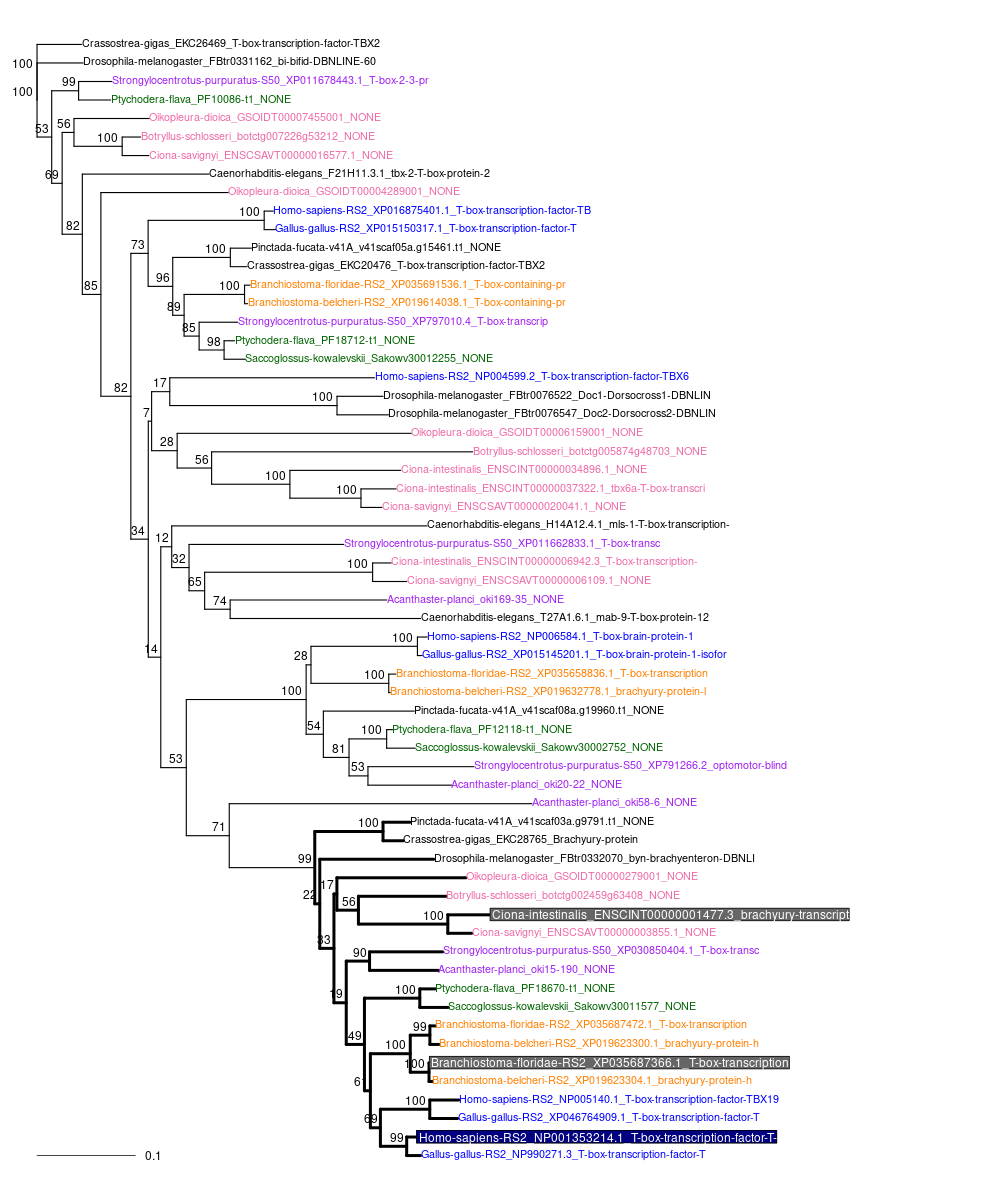 Crassostrea-gigas_EKC26469_T-box-transcription-factor-TBX2
100
Drosophila-melanogaster_FBtr0331162_bi-bifid-DBNLINE-60
99
Strongylocentrotus-purpuratus-S50_XP011678443.1_T-box-2-3-pr
100
Ptychodera-flava_PF10086-t1_NONE
Oikopleura-dioica_GSOIDT00007455001_NONE
53
56
100
Botryllus-schlosseri_botctg007226g53212_NONE
Ciona-savignyi_ENSCSAVT00000016577.1_NONE
69
Caenorhabditis-elegans_F21H11.3.1_tbx-2-T-box-protein-2
Oikopleura-dioica_GSOIDT00004289001_NONE
100
Homo-sapiens-RS2_XP016875401.1_T-box-transcription-factor-TB
82
Gallus-gallus-RS2_XP015150317.1_T-box-transcription-factor-T
73
100
Pinctada-fucata-v41A_v41scaf05a.g15461.t1_NONE
Crassostrea-gigas_EKC20476_T-box-transcription-factor-TBX2
96
85
100
Branchiostoma-floridae-RS2_XP035691536.1_T-box-containing-pr
Branchiostoma-belcheri-RS2_XP019614038.1_T-box-containing-pr
89
Strongylocentrotus-purpuratus-S50_XP797010.4_T-box-transcrip
85
98
Ptychodera-flava_PF18712-t1_NONE
Saccoglossus-kowalevskii_Sakowv30012255_NONE
Homo-sapiens-RS2_NP004599.2_T-box-transcription-factor-TBX6
82
17
100
Drosophila-melanogaster_FBtr0076522_Doc1-Dorsocross1-DBNLIN
Drosophila-melanogaster_FBtr0076547_Doc2-Dorsocross2-DBNLIN
7
Oikopleura-dioica_GSOIDT00006159001_NONE
28
Botryllus-schlosseri_botctg005874g48703_NONE
56
Ciona-intestinalis_ENSCINT00000034896.1_NONE
100
100
Ciona-intestinalis_ENSCINT00000037322.1_tbx6a-T-box-transcri
Ciona-savignyi_ENSCSAVT00000020041.1_NONE
Caenorhabditis-elegans_H14A12.4.1_mls-1-T-box-transcription-
34
12
Strongylocentrotus-purpuratus-S50_XP011662833.1_T-box-transc
32
100
Ciona-intestinalis_ENSCINT00000006942.3_T-box-transcription-
Ciona-savignyi_ENSCSAVT00000006109.1_NONE
65
74
Acanthaster-planci_oki169-35_NONE
Caenorhabditis-elegans_T27A1.6.1_mab-9-T-box-protein-12
100
Homo-sapiens-RS2_NP006584.1_T-box-brain-protein-1
14
28
Gallus-gallus-RS2_XP015145201.1_T-box-brain-protein-1-isofor
100
Branchiostoma-floridae-RS2_XP035658836.1_T-box-transcription
100
Branchiostoma-belcheri-RS2_XP019632778.1_brachyury-protein-l
Pinctada-fucata-v41A_v41scaf08a.g19960.t1_NONE
54
100
Ptychodera-flava_PF12118-t1_NONE
81
Saccoglossus-kowalevskii_Sakowv30002752_NONE
53
53
Strongylocentrotus-purpuratus-S50_XP791266.2_optomotor-blind
Acanthaster-planci_oki20-22_NONE
Acanthaster-planci_oki58-6_NONE
71
100
Pinctada-fucata-v41A_v41scaf03a.g9791.t1_NONE
Crassostrea-gigas_EKC28765_Brachyury-protein
99
Drosophila-melanogaster_FBtr0332070_byn-brachyenteron-DBNLI
17
Oikopleura-dioica_GSOIDT00000279001_NONE
22
56
Botryllus-schlosseri_botctg002459g63408_NONE
100
Ciona-intestinalis_ENSCINT00000001477.3_brachyury-transcript
Ciona-savignyi_ENSCSAVT00000003855.1_NONE
33
90
Strongylocentrotus-purpuratus-S50_XP030850404.1_T-box-transc
Acanthaster-planci_oki15-190_NONE
19
100
Ptychodera-flava_PF18670-t1_NONE
Saccoglossus-kowalevskii_Sakowv30011577_NONE
99
Branchiostoma-floridae-RS2_XP035687472.1_T-box-transcription
49
100
Branchiostoma-belcheri-RS2_XP019623300.1_brachyury-protein-h
100
Branchiostoma-floridae-RS2_XP035687366.1_T-box-transcription
6
Branchiostoma-belcheri-RS2_XP019623304.1_brachyury-protein-h
100
Homo-sapiens-RS2_NP005140.1_T-box-transcription-factor-TBX19
69
Gallus-gallus-RS2_XP046764909.1_T-box-transcription-factor-T
99
Homo-sapiens-RS2_NP001353214.1_T-box-transcription-factor-T-
Gallus-gallus-RS2_NP990271.3_T-box-transcription-factor-T
0.1